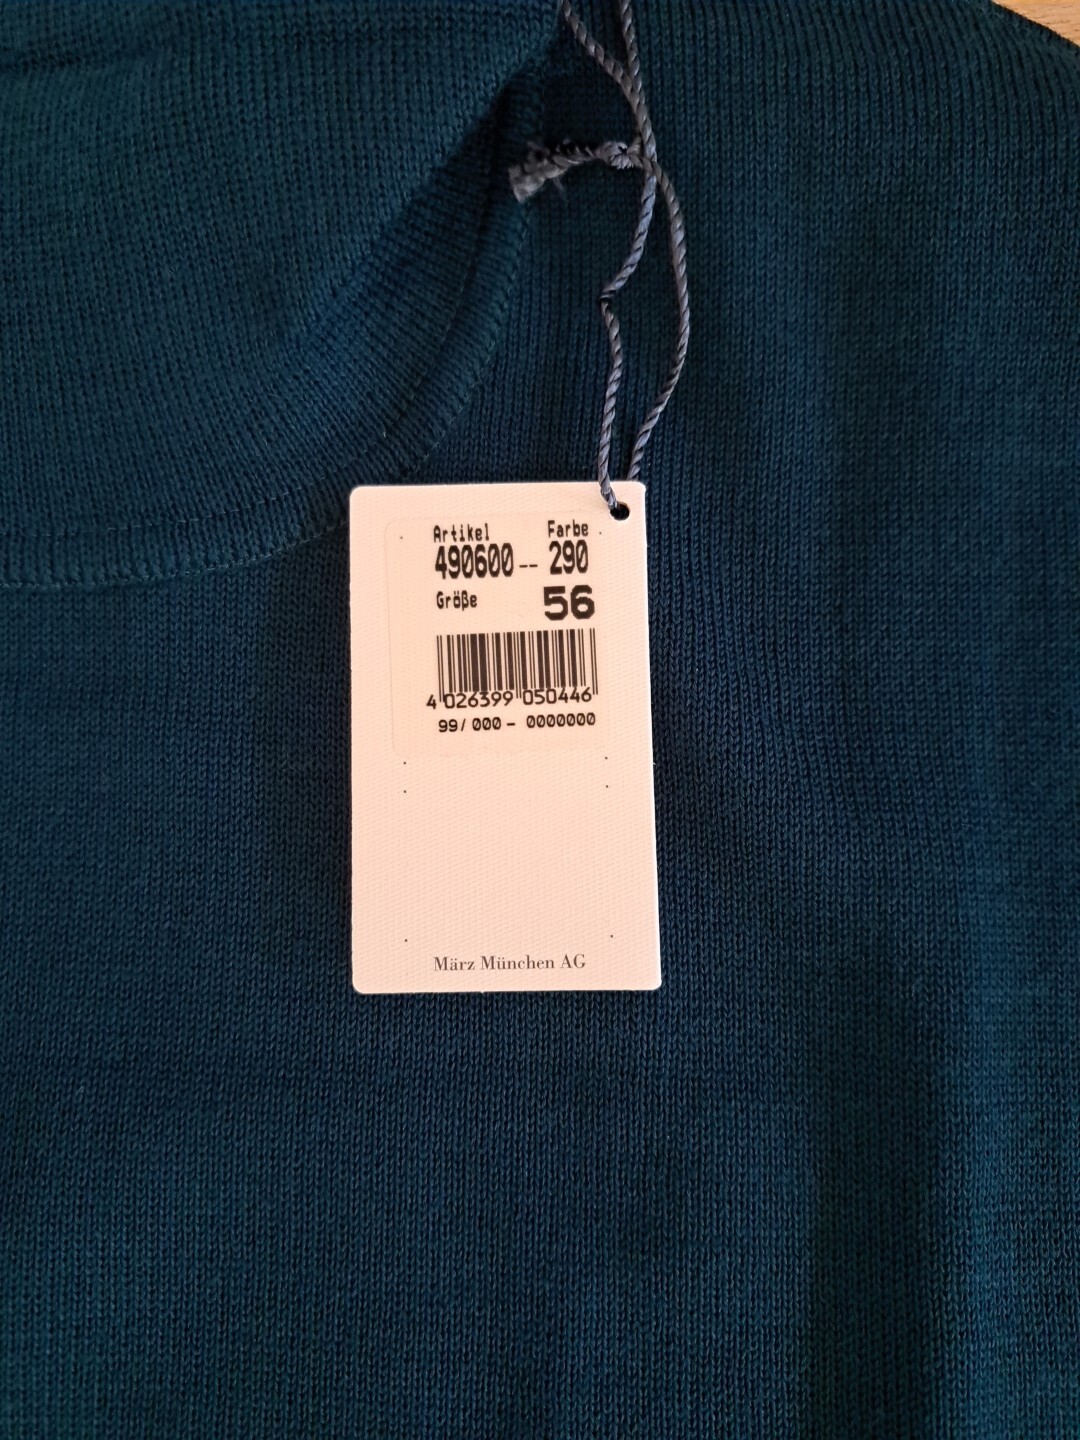 Artikel Farbe
490600-- 290
Größe 56
4 026399 050446
99/ 000 - 0000000
März München AG